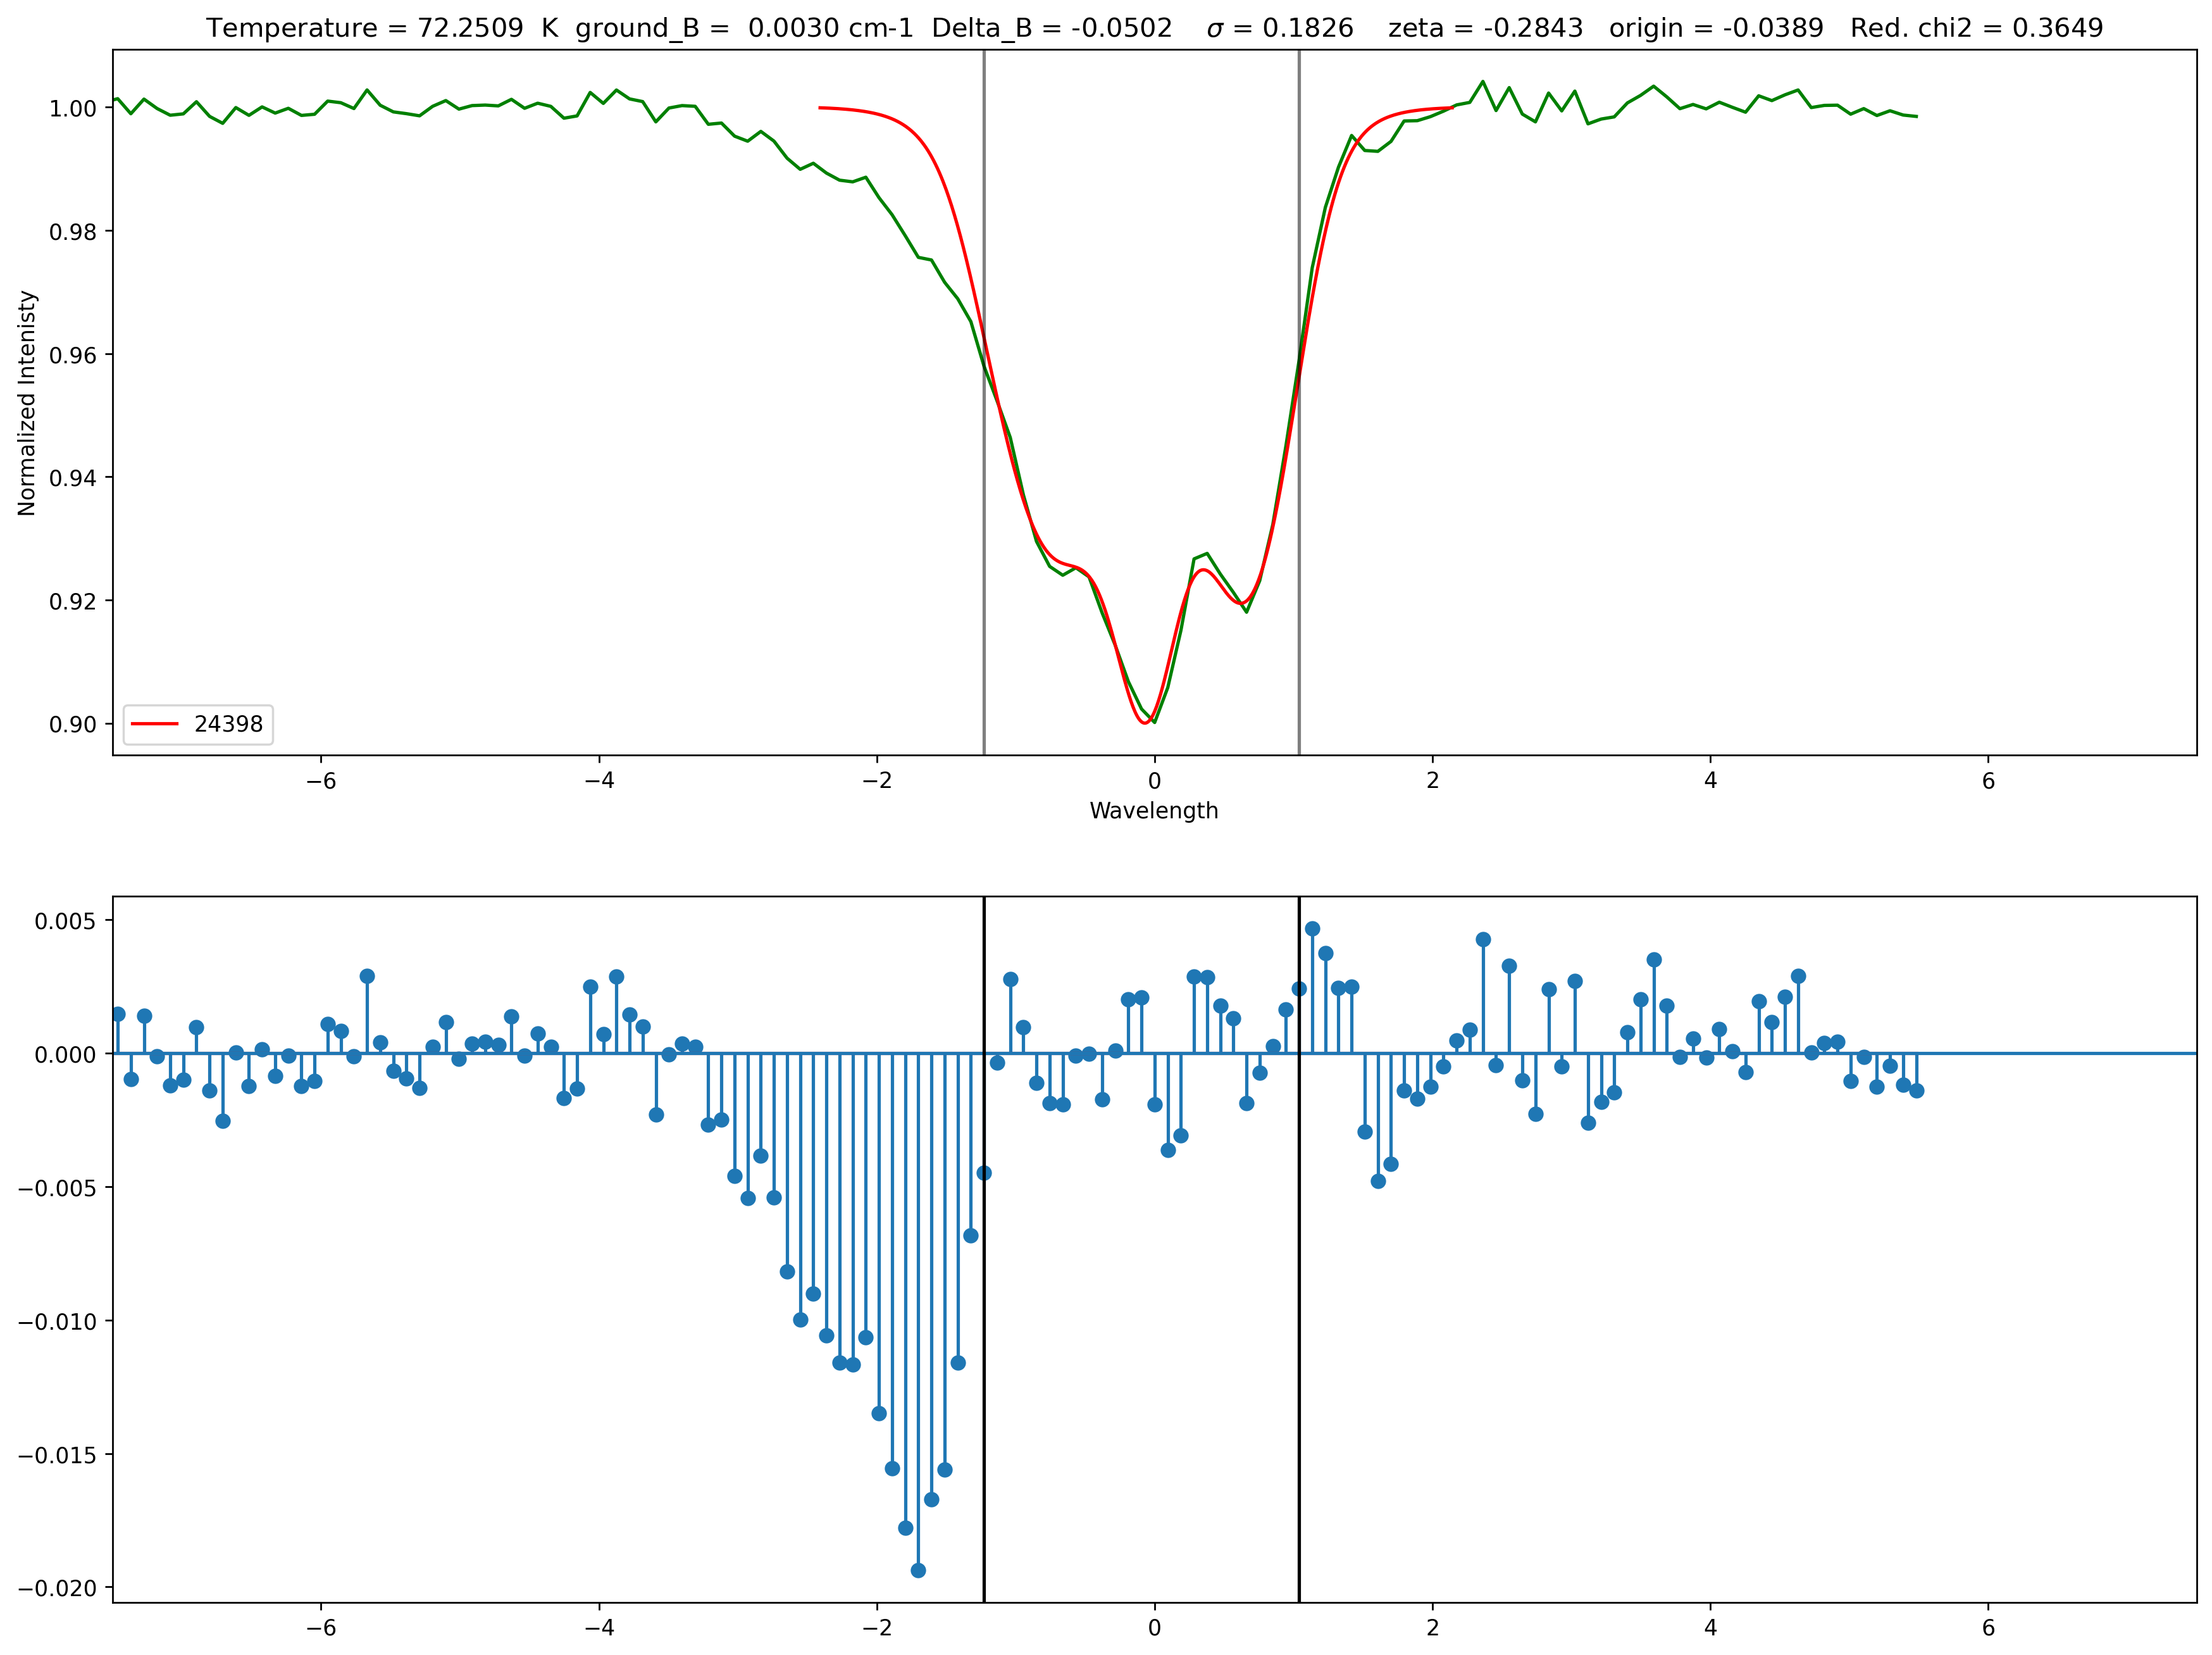 Temperature = 72.2509 K ground_B = 0.0030 cm-1 Delta_B = -0.0502 σ = 0.1826 zeta = -0.2843 origin = -0.0389 Red. chi2 = 0.3649
Normalized Intenisty
1.00
0.98
0.96
0.94
0.92
0.90
24398
−6 −4 −2 0 2 4 6
Wavelength
0.005
0.000
−0.005
−0.010
−0.015
−0.020
−6 −4 −2 0 2 4 6